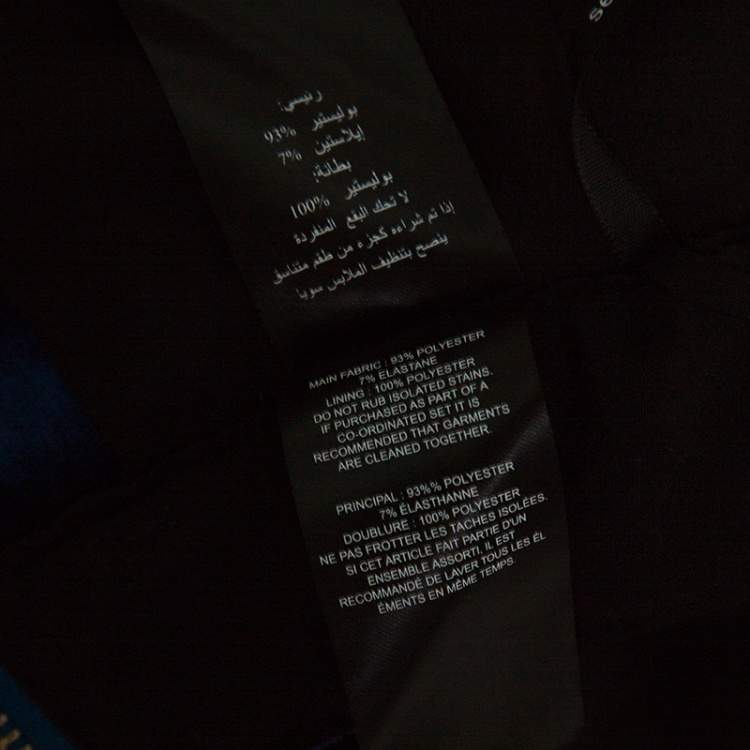 رئيسي:
بوليستير 93%
إيلاستين 7%
بطانة:
بوليستير 100%
لا تحك البقع المنفردة
إذا تم شراءه كجزء من طقم متناسق
ينصح بتنظيف الملابس سويا
MAIN FABRIC : 93% POLYESTER
7% ELASTANE
LINING : 100% POLYESTER
DO NOT RUB ISOLATED STAINS.
IF PURCHASED AS PART OF A
CO-ORDINATED SET IT IS
RECOMMENDED THAT GARMENTS
ARE CLEANED TOGETHER.
PRINCIPAL : 93%% POLYESTER
7% ÉLASTHANNE
DOUBLURE : 100% POLYESTER
NE PAS FROTTER LES TACHES ISOLÉES.
SI CET ARTICLE FAIT PARTIE D'UN
ENSEMBLE ASSORTI, IL EST
RECOMMANDÉ DE LAVER TOUS LES ÉL
ÉMENTS EN MÊME TEMPS.